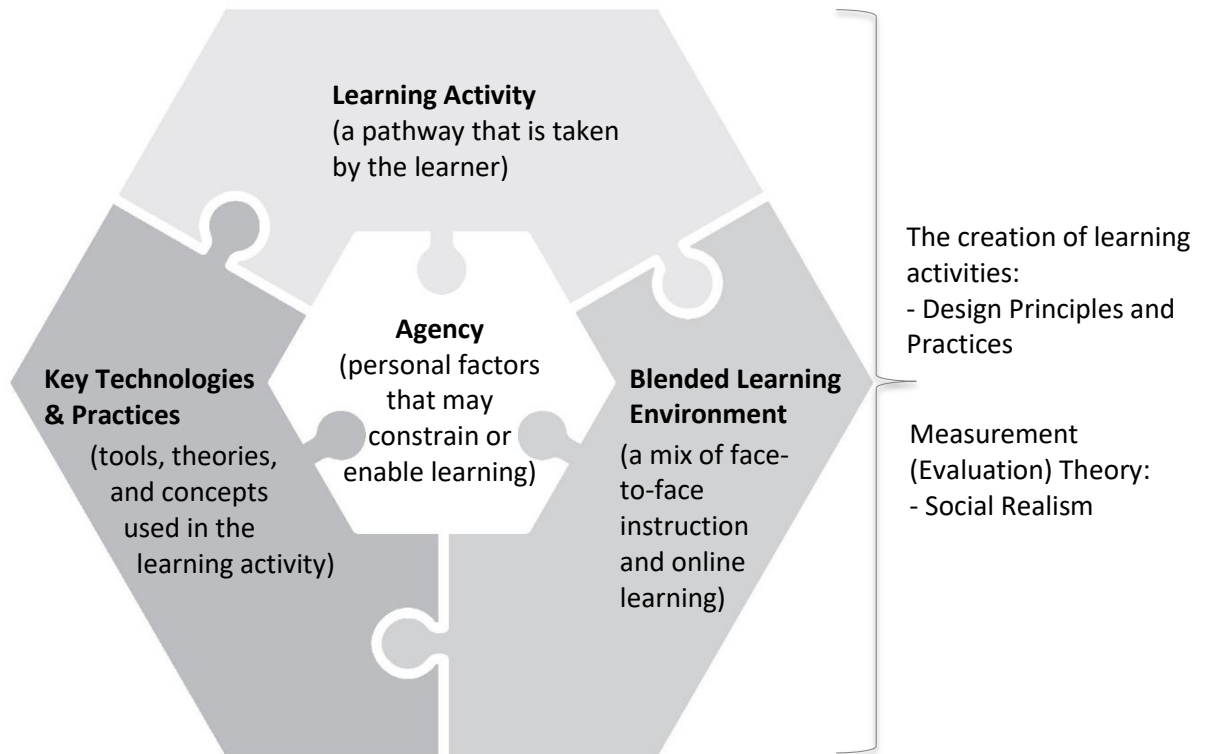 Learning Activity
(a pathway that is taken
by the learner)
Agency
(personal factors
that may
constrain or
enable learning)
Key Technologies
& Practices
(tools, theories,
and concepts
used in the
learning activity)
Blended Learning
Environment
(a mix of face-
to-face
instruction
and online
learning)
The creation of learning
activities:
- Design Principles and
Practices
Measurement
(Evaluation) Theory:
- Social Realism